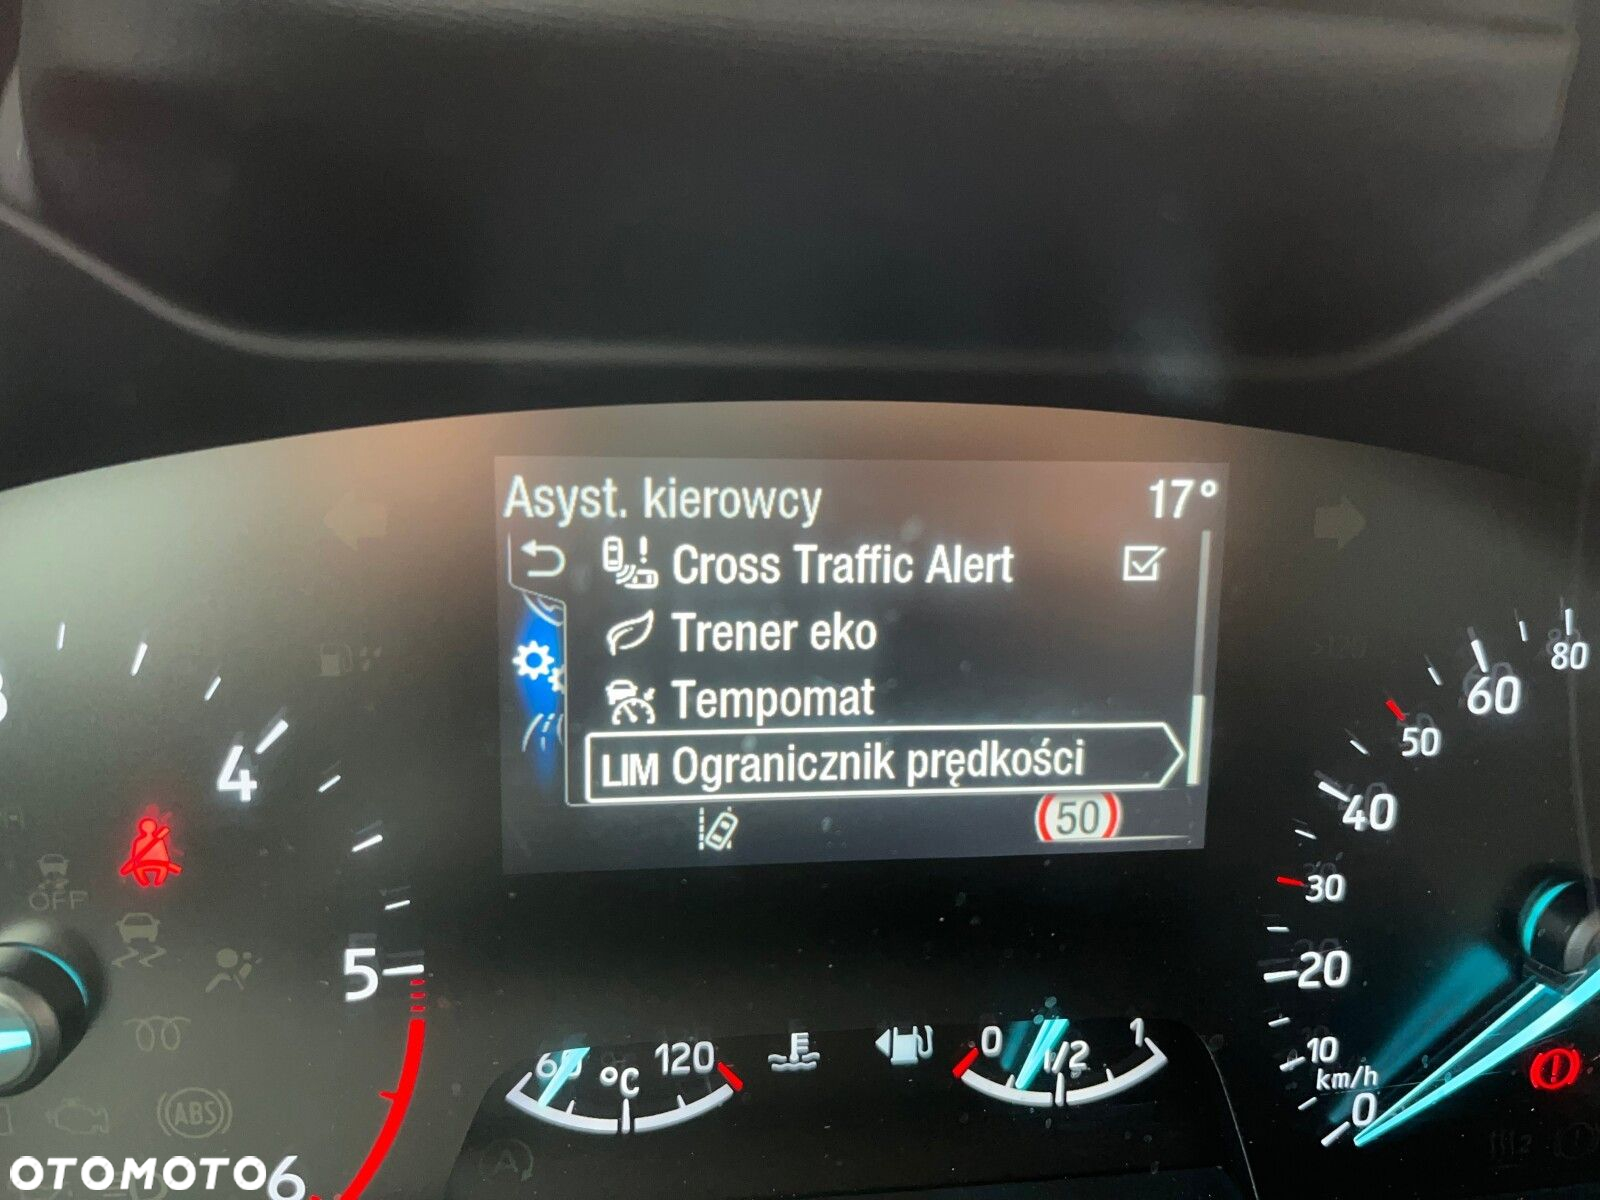 Asyst. kierowcy 17°
Cross Traffic Alert
Trener eko
Tempomat
LIM Ogranicznik prędkości
50
80
60
50
4
40
30
OFF
5
20
60 °C 120
0 1/2 1
10
km/h
0
ABS
OTOMOTO
6